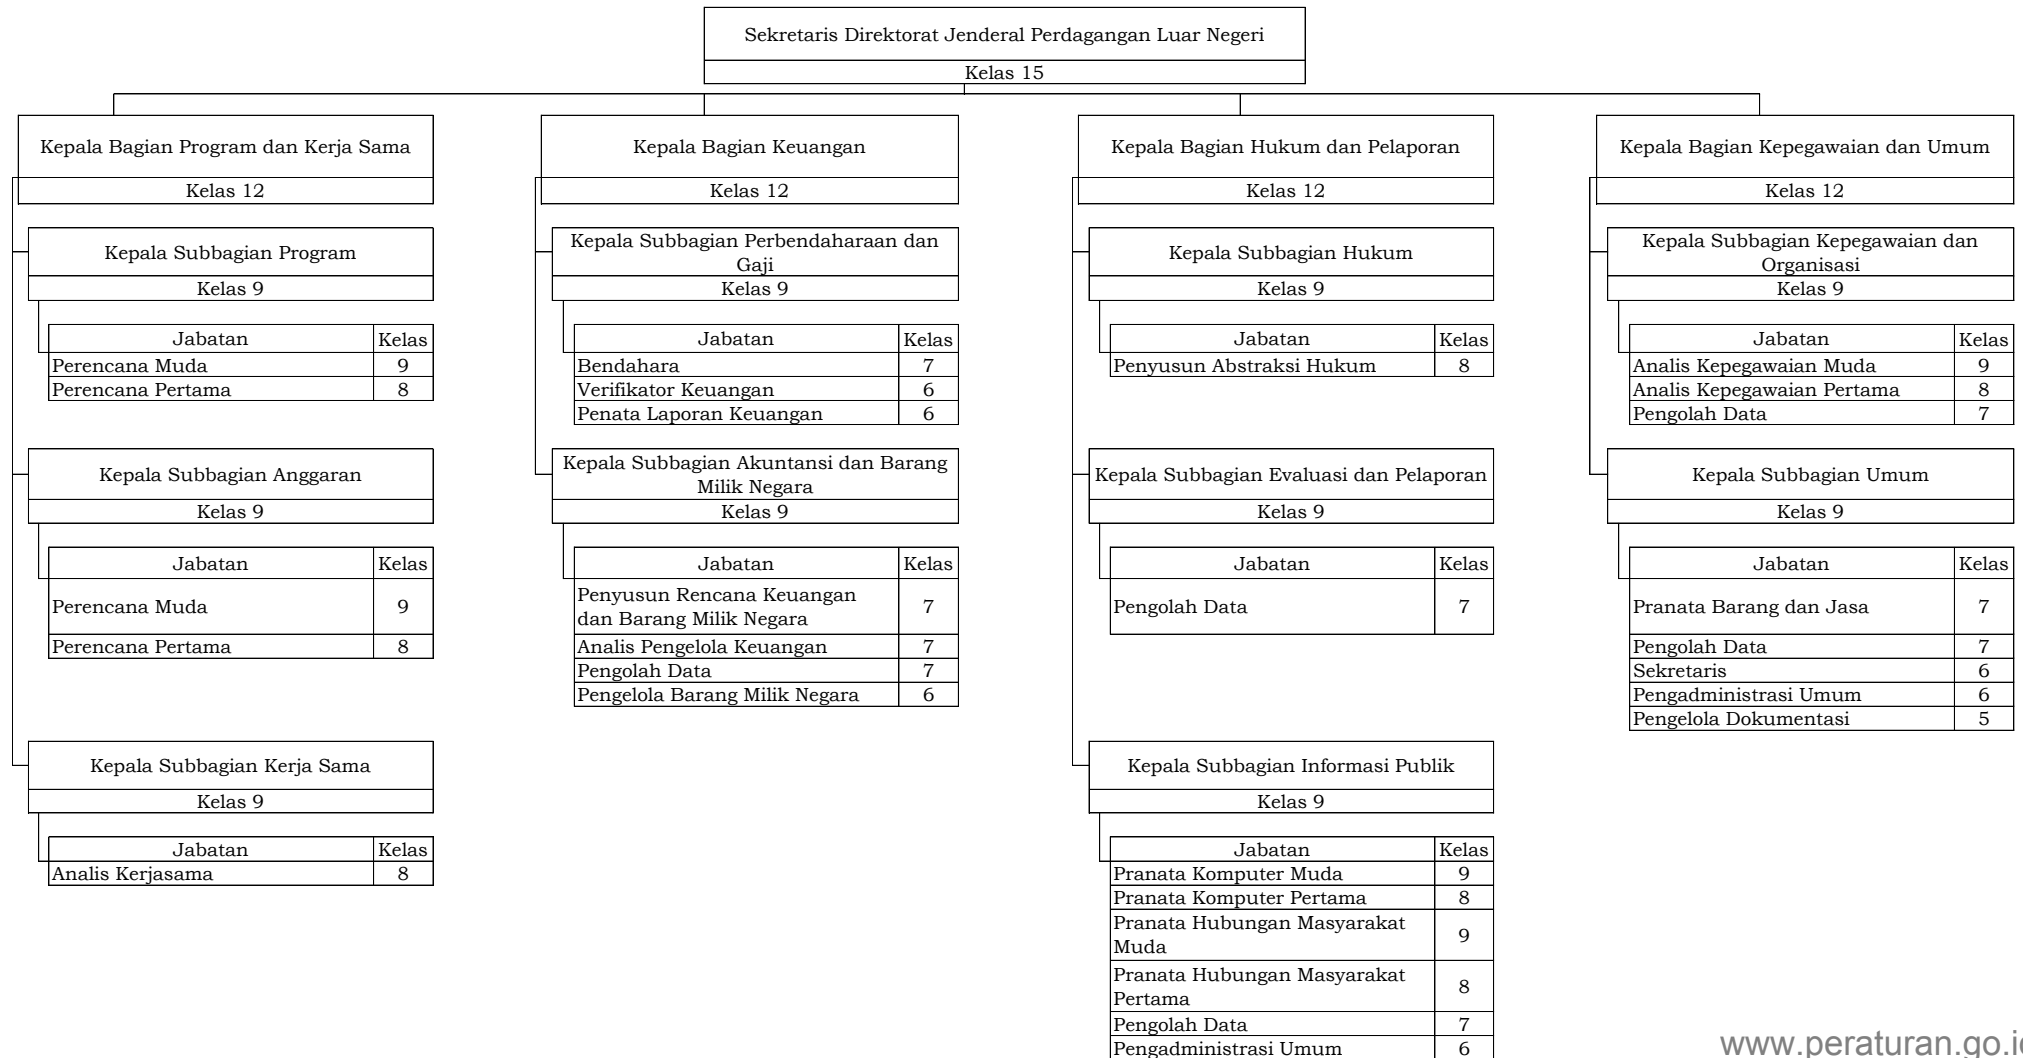 Sekretaris Direktorat Jenderal Perdagangan Luar Negeri
Kelas 15
Kepala Bagian Program dan Kerja Sama
Kelas 12
Kepala Subbagian Program
Kelas 9
Jabatan Kelas
Perencana Muda 9
Perencana Pertama 8
Kepala Subbagian Anggaran
Kelas 9
Jabatan Kelas
Perencana Muda 9
Perencana Pertama 8
Kepala Subbagian Kerja Sama
Kelas 9
Jabatan Kelas
Analis Kerjasama 8
Kepala Bagian Keuangan
Kelas 12
Kepala Subbagian Perbendaharaan dan
Gaji
Kelas 9
Jabatan Kelas
Bendahara 7
Verifikator Keuangan 6
Penata Laporan Keuangan 6
Kepala Subbagian Akuntansi dan Barang
Milik Negara
Kelas 9
Jabatan Kelas
Penyusun Rencana Keuangan
dan Barang Milik Negara 7
Analis Pengelola Keuangan 7
Pengolah Data 7
Pengelola Barang Milik Negara 6
Kepala Bagian Hukum dan Pelaporan
Kelas 12
Kepala Subbagian Hukum
Kelas 9
Jabatan Kelas
Penyusun Abstraksi Hukum 8
Kepala Subbagian Evaluasi dan Pelaporan
Kelas 9
Jabatan Kelas
Pengolah Data 7
Kepala Subbagian Informasi Publik
Kelas 9
Jabatan Kelas
Pranata Komputer Muda 9
Pranata Komputer Pertama 8
Pranata Hubungan Masyarakat
Muda 9
Pranata Hubungan Masyarakat
Pertama 8
Pengolah Data 7
Pengadministrasi Umum 6
Kepala Bagian Kepegawaian dan Umum
Kelas 12
Kepala Subbagian Kepegawaian dan
Organisasi
Kelas 9
Jabatan Kelas
Analis Kepegawaian Muda 9
Analis Kepegawaian Pertama 8
Pengolah Data 7
Kepala Subbagian Umum
Kelas 9
Jabatan Kelas
Pranata Barang dan Jasa 7
Pengolah Data 7
Sekretaris 6
Pengadministrasi Umum 6
Pengelola Dokumentasi 5
www.peraturan.go.id